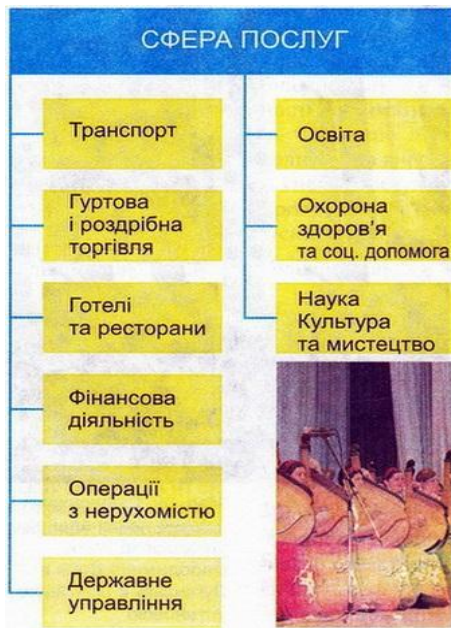 СФЕРА ПОСЛУГ
Транспорт
Гуртова
і роздрібна
торгівля
Готелі
та ресторани
Фінансова
діяльність
Операції
з нерухомістю
Державне
управління
Освіта
Охорона
здоров'я
та соц. допомога
Наука
Культура
та мистецтво